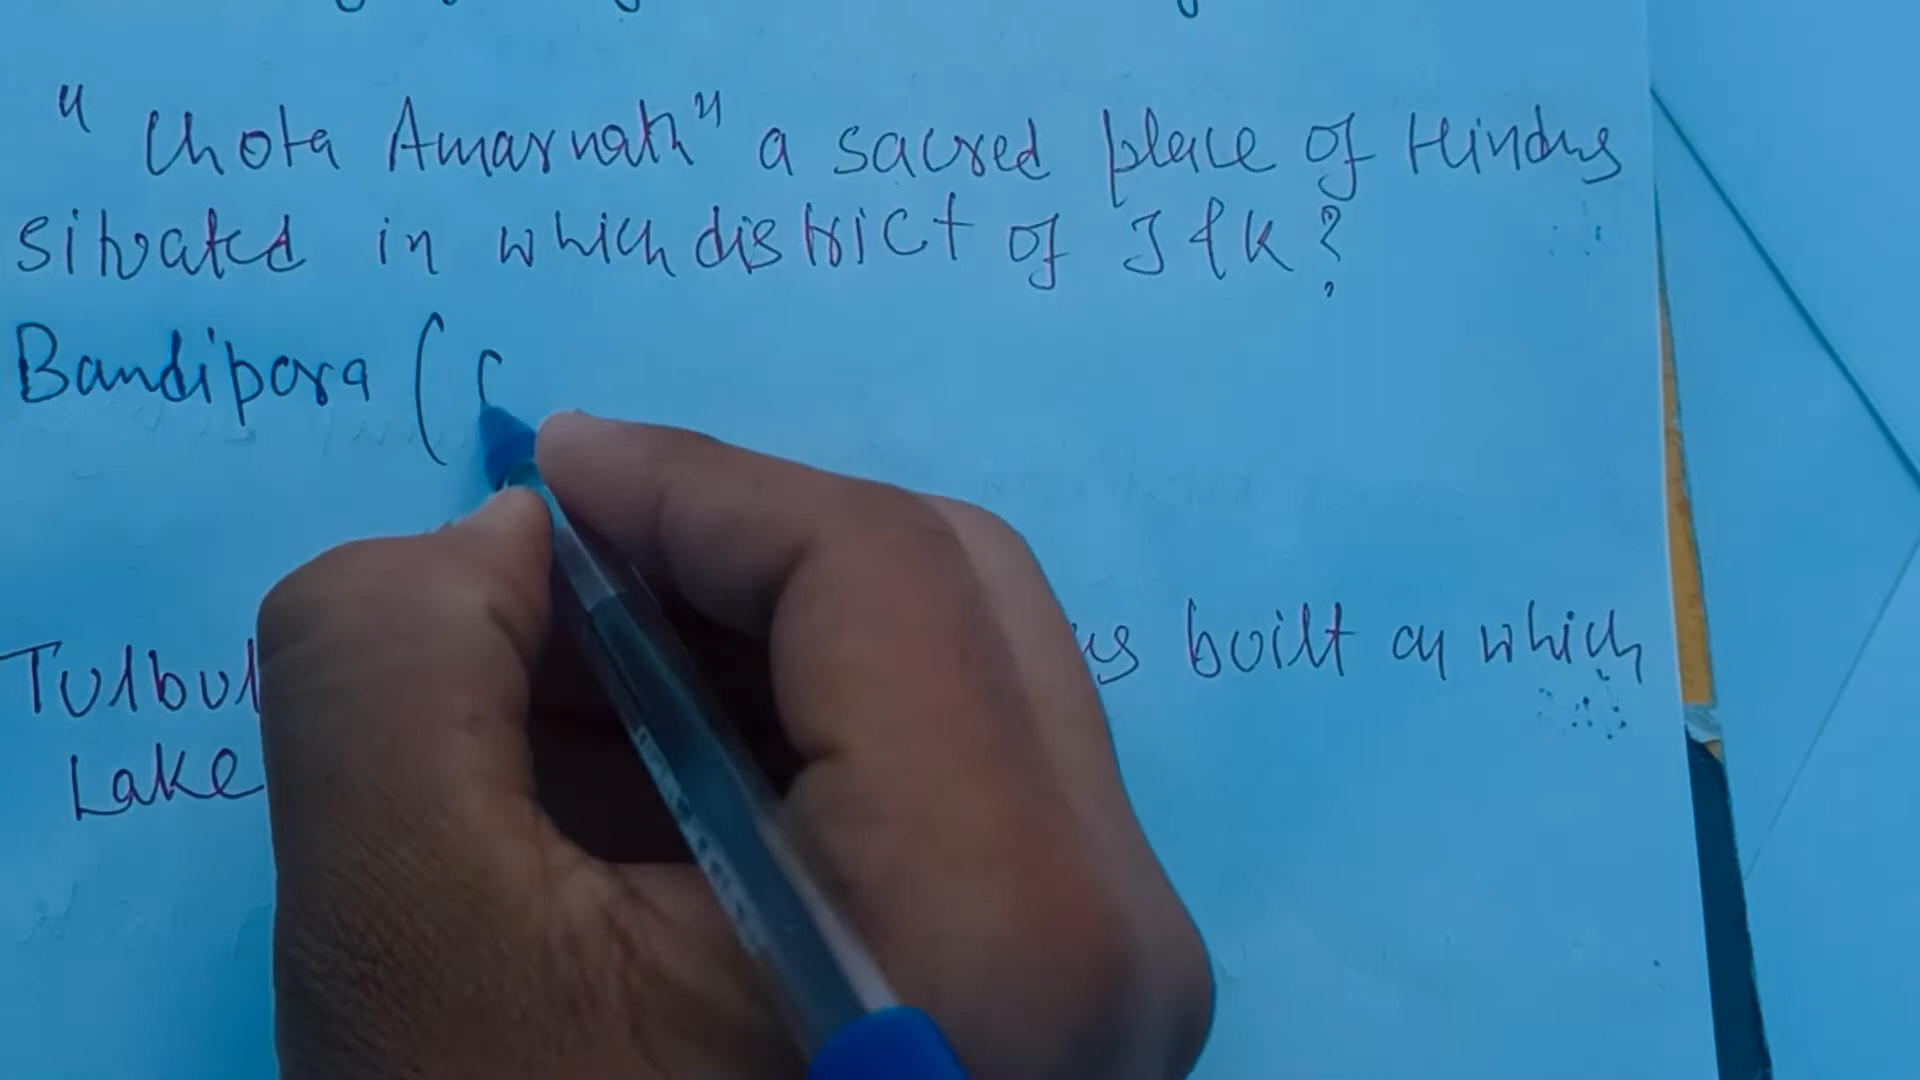 "Chota Amarnath" a sacred place of Hindus
situated in which district of J&K?
Bandipora (
Tulbul built on which
Lake